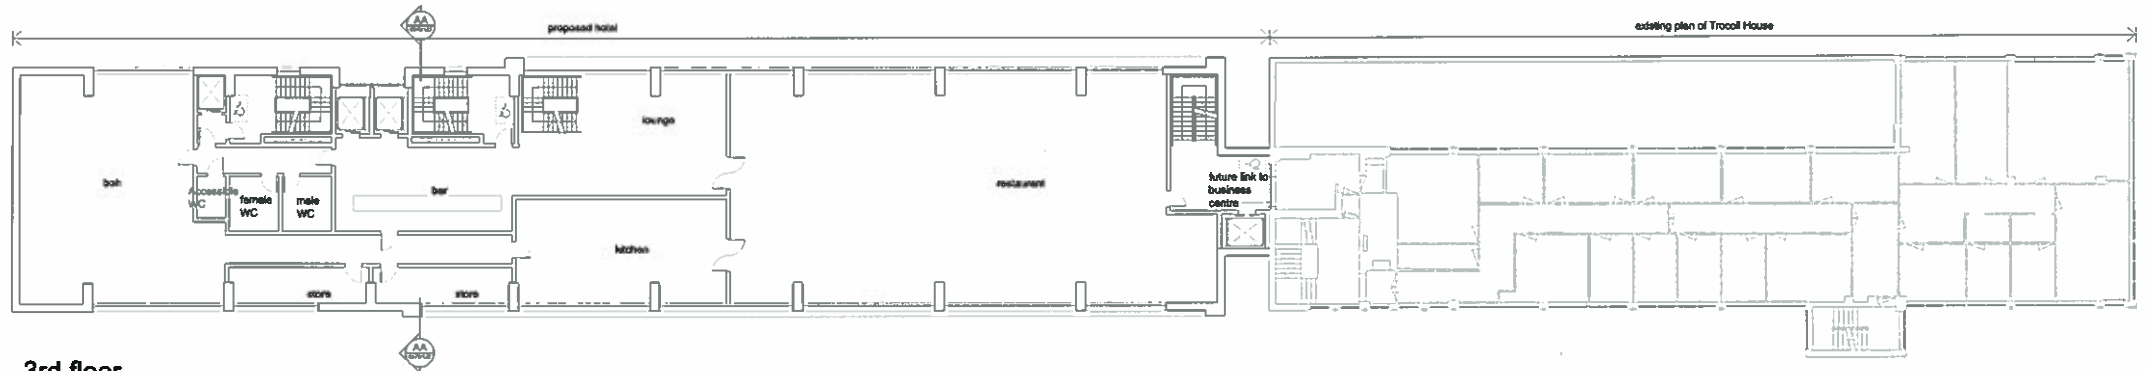 AA
proposed hotel
existing plan of Trocoll House
lounge
hall
Accessible
WC
female
WC
male
WC
bar
restaurant
future link to
business
centre
kitchen
store
store
AA
3rd floor